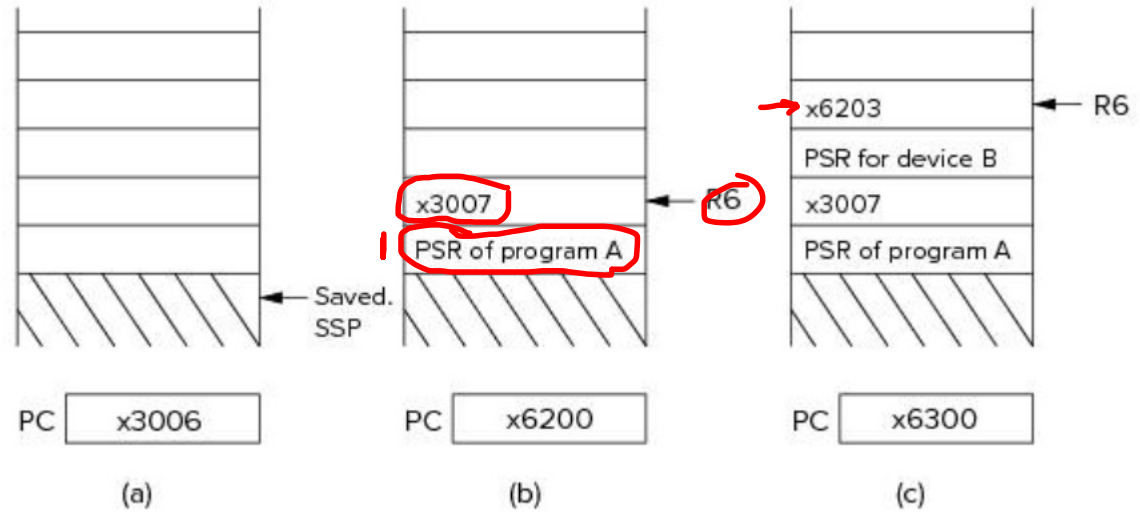 x6203
R6
PSR for device B
x3007
R6
x3007
PSR of program A
PSR of program A
Saved.
SSP
PC x3006
PC x6200
PC x6300
(a)
(b)
(c)